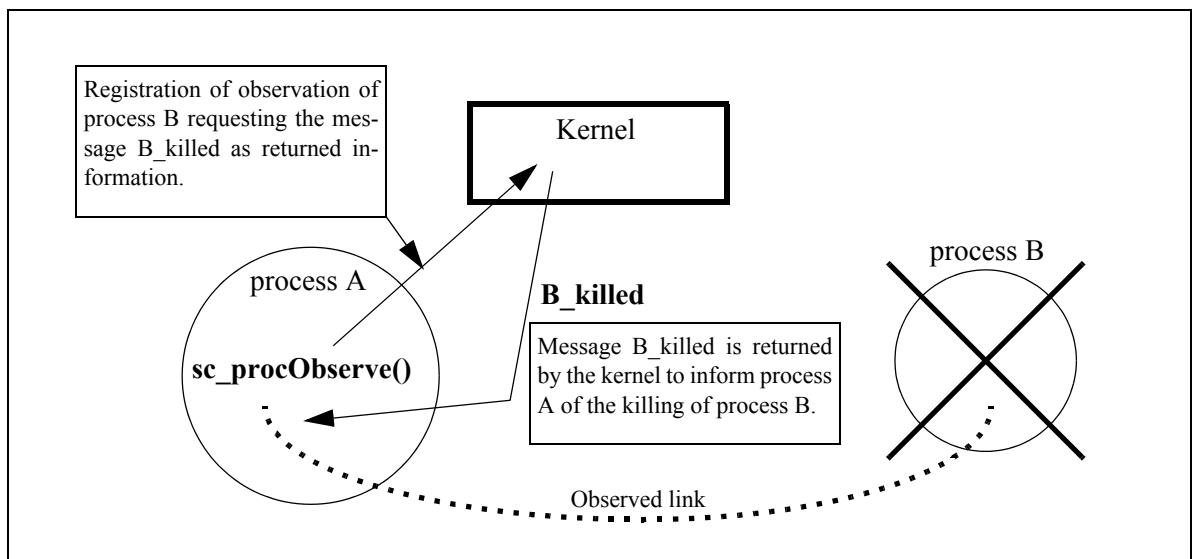 Registration of observation of
process B requesting the mes-
sage B_killed as returned in-
formation.
Kernel
process A
process B
B_killed
sc_procObserve()
Message B_killed is returned
by the kernel to inform process
A of the killing of process B.
Observed link